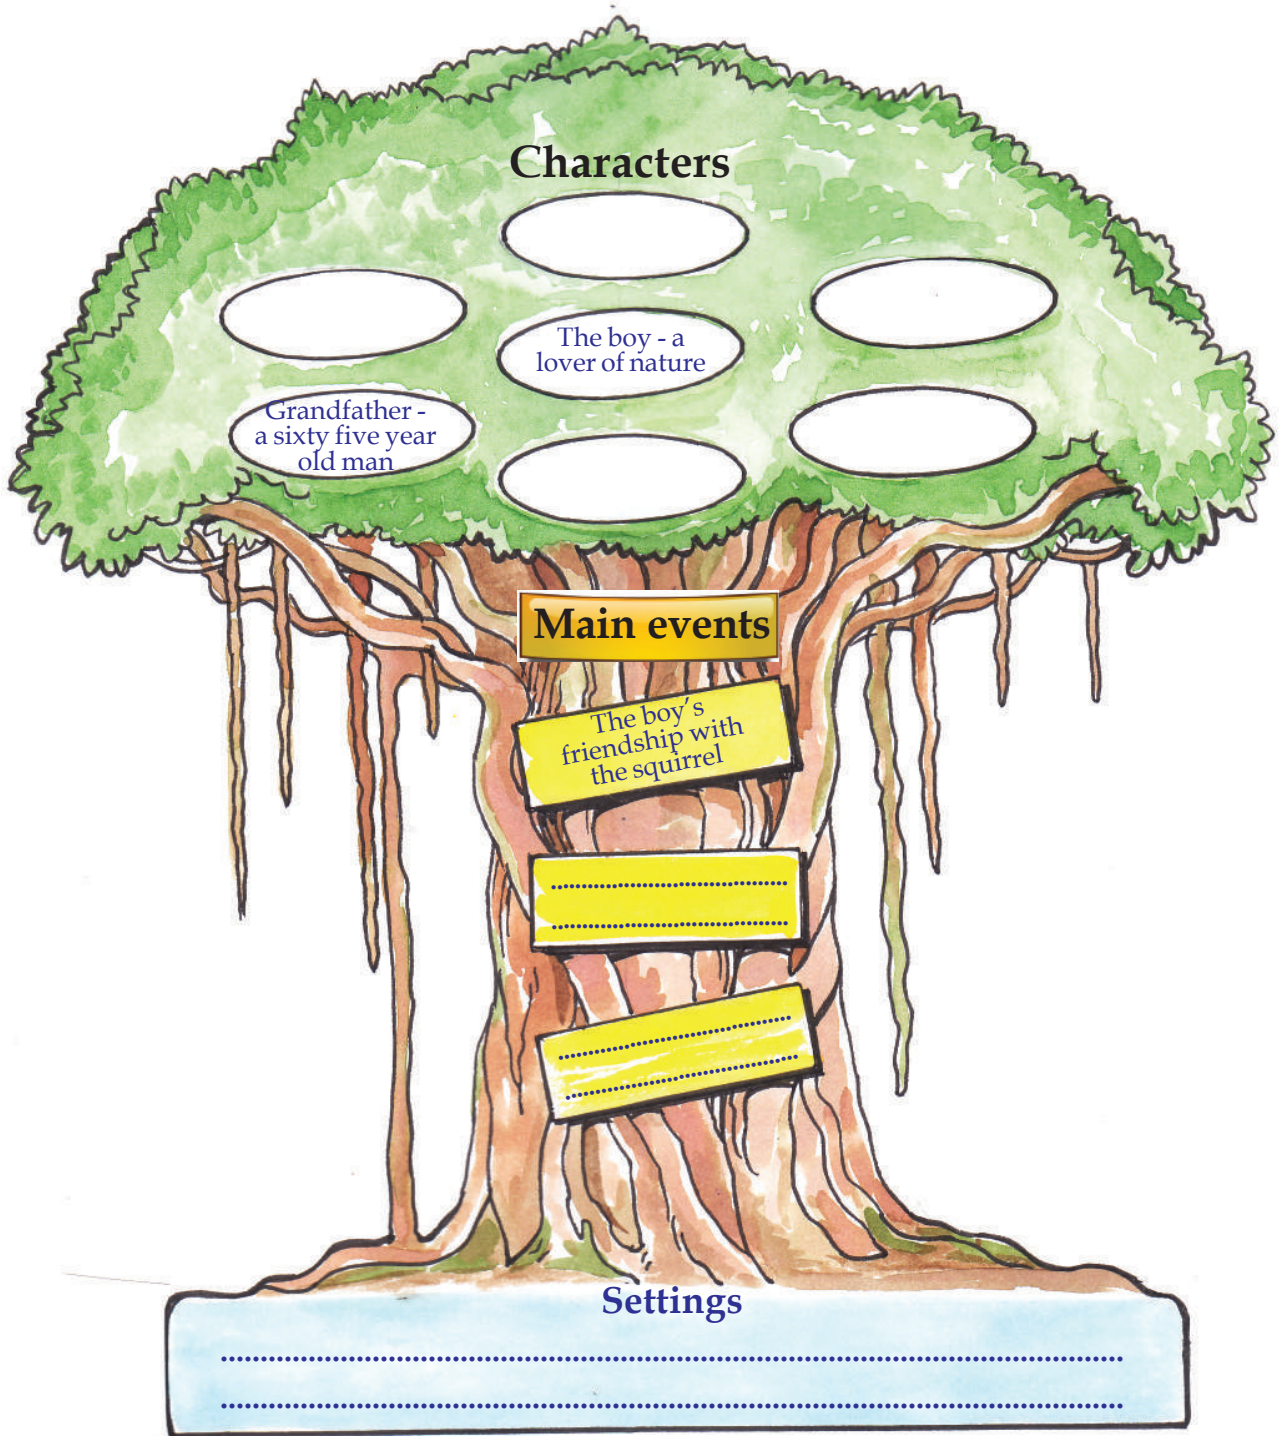 Characters
The boy - a
lover of nature
Grandfather -
a sixty five year
old man
Main events
The boy's
friendship with
the squirrel
Settings